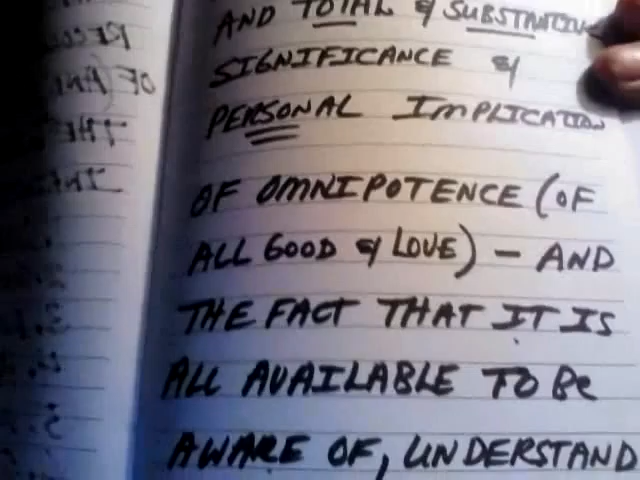 AND TOTAL & SUBSTANTIVE
SIGNIFICANCE &
PERSONAL IMPLICATION
OF OMNIPOTENCE (OF
ALL GOOD & LOVE) – AND
THE FACT THAT IT IS
ALL AVAILABLE TO BE
AWARE OF, UNDERSTAND